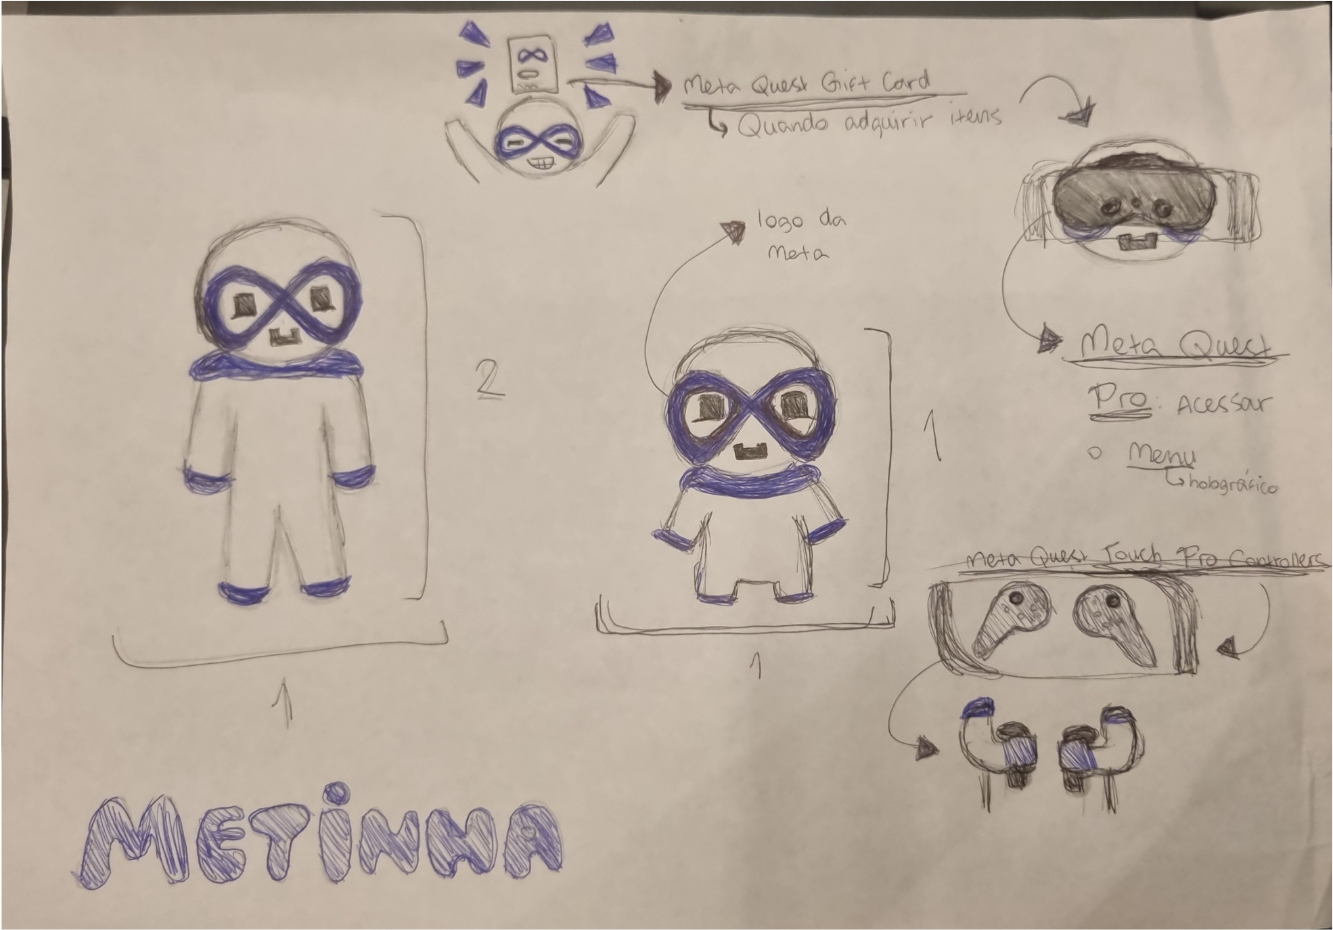 Meta Quest Gift Card
Quando adquirir itens
logo da
Meta
Meta Quest
Pro: Acessar
o Menu
holográfico
Meta Quest Touch Pro Controllers
2
1
1
1
METINNA